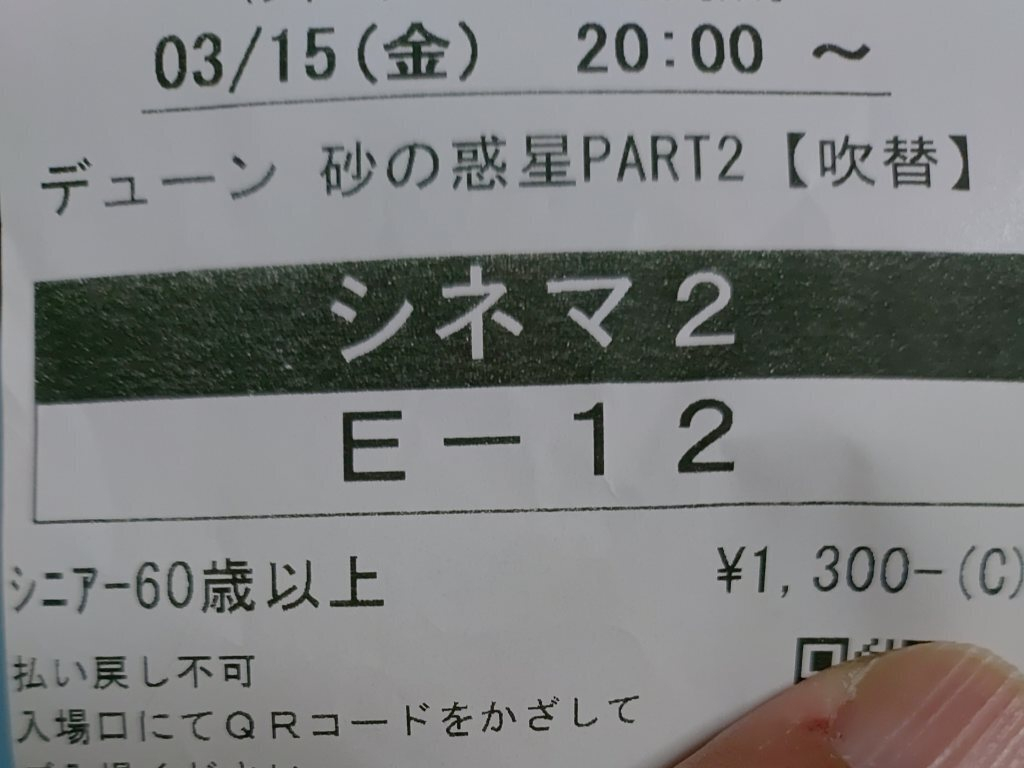 03/15(金) 20:00 ～
デューン 砂の惑星PART2【吹替】
シネマ２
Ｅ－１２
ｼﾆｱ-60歳以上 ¥1,300-(C)
払い戻し不可
入場口にてＱＲコードをかざして